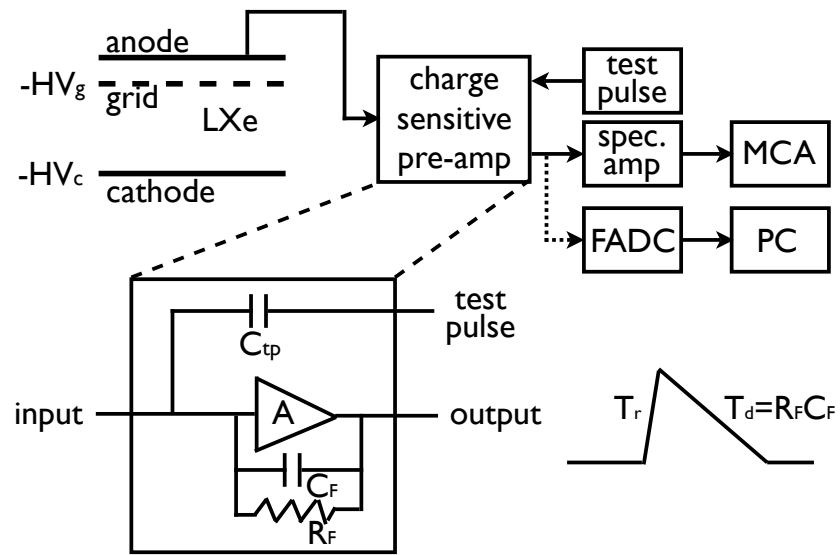 anode
-HVg
grid
LXe
-HVc
cathode
charge
sensitive
pre-amp
test
pulse
spec.
amp
MCA
FADC
PC
test
pulse
Ctp
input
A
output
CF
RF
Tr
Td=RFCF